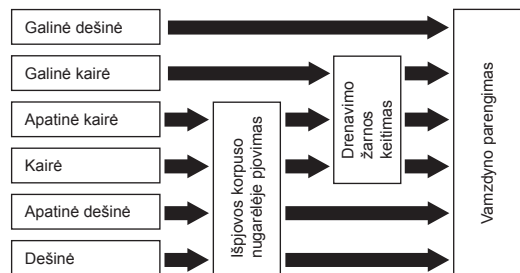 Galinė dešinė
Galinė kairė
Apatinė kairė
Kairė
Apatinė dešinė
Dešinė
Išpjovos korpuso
nugarėlėje pjovimas
Drenavimo
žarnos
keitimas
Vamzdyno parengimas